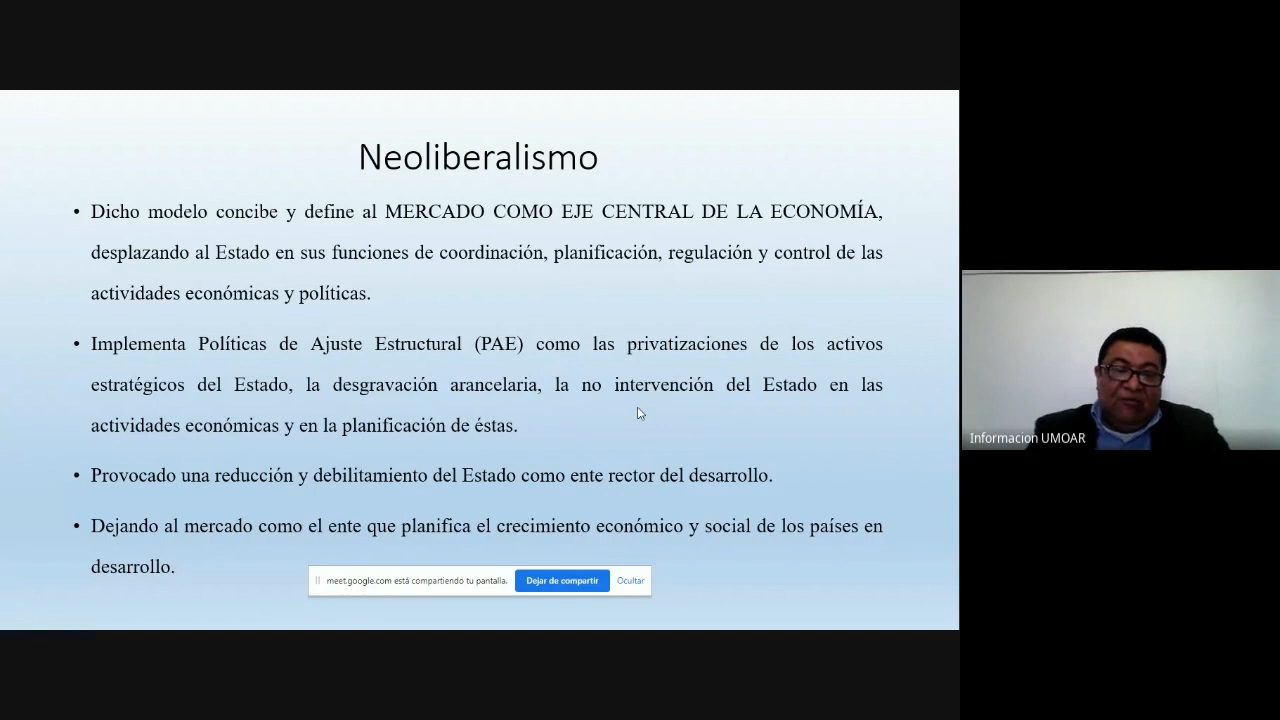 Neoliberalismo
• Dicho modelo concibe y define al MERCADO COMO EJE CENTRAL DE LA ECONOMÍA,
desplazando al Estado en sus funciones de coordinación, planificación, regulación y control de las
actividades económicas y políticas.
• Implementa Políticas de Ajuste Estructural (PAE) como las privatizaciones de los activos
estratégicos del Estado, la desgravación arancelaria, la no intervención del Estado en las
actividades económicas y en la planificación de éstas.
• Provocado una reducción y debilitamiento del Estado como ente rector del desarrollo.
• Dejando al mercado como el ente que planifica el crecimiento económico y social de los países en
desarrollo.
meet.google.com está compartiendo tu pantalla. Dejar de compartir Ocultar
Informacion UMOAR